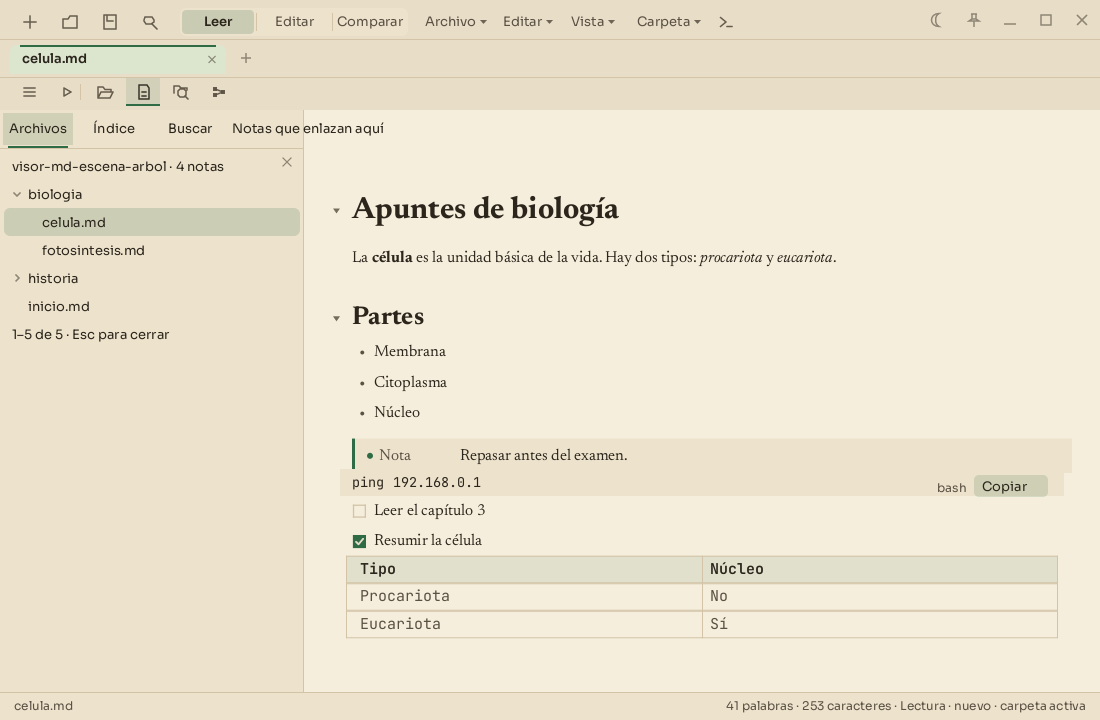 Leer Editar Comparar Archivo Editar Vista Carpeta
celula.md
Archivos Índice Buscar Notas que enlazan aquí
visor-md-escena-arbol · 4 notas
biologia
celula.md
fotosintesis.md
historia
inicio.md
1–5 de 5 · Esc para cerrar
Apuntes de biología
La célula es la unidad básica de la vida. Hay dos tipos: procariota y eucariota.
Partes
• Membrana
• Citoplasma
• Núcleo
Nota Repasar antes del examen.
ping 192.168.0.1 bash Copiar
Leer el capítulo 3
Resumir la célula
Tipo Núcleo
Procariota No
Eucariota Sí
celula.md 41 palabras · 253 caracteres · Lectura · nuevo · carpeta activa